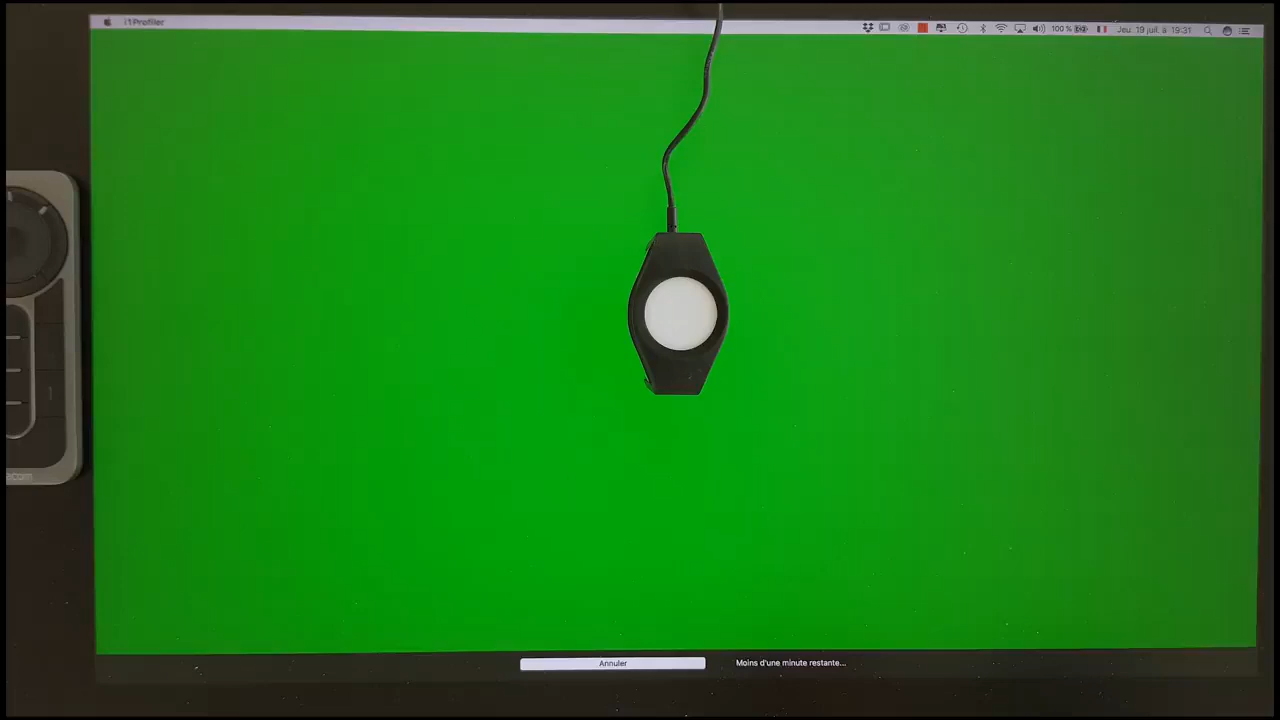 i1Profiler
100 % Jeu 19 juil. à 19:31
Annuler
Moins d'une minute restante...